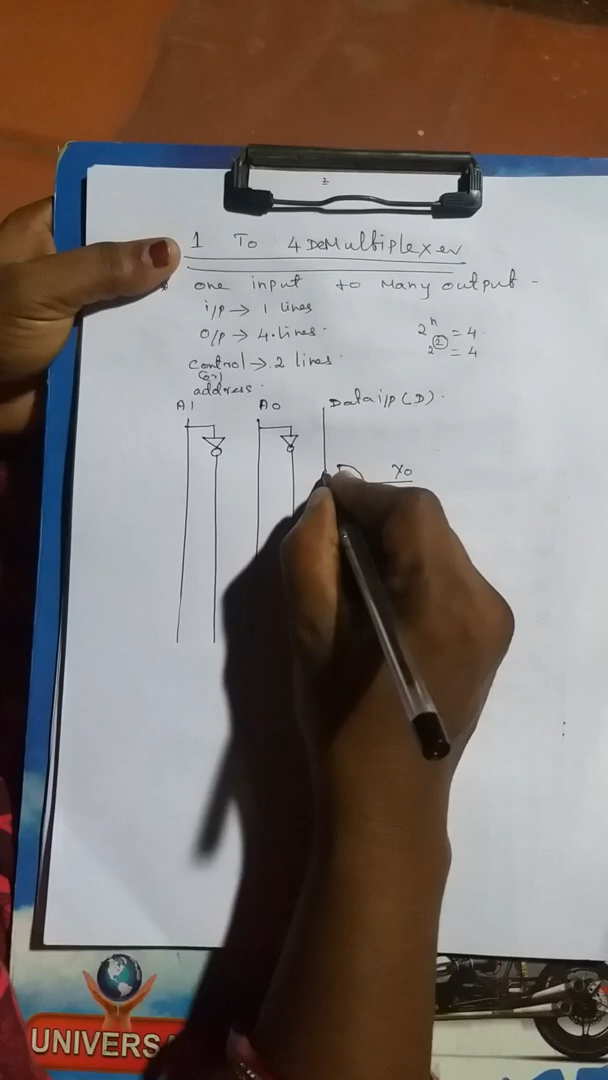 1 To 4 DeMultiplexer
* one input to Many output -
i/p → 1 lines
o/p → 4.lines.
2ⁿ = 4
control → 2 lines.
2² = 4
(or)
address.
A1 A0 Data i/p (D).
Y0
UNIVERSA